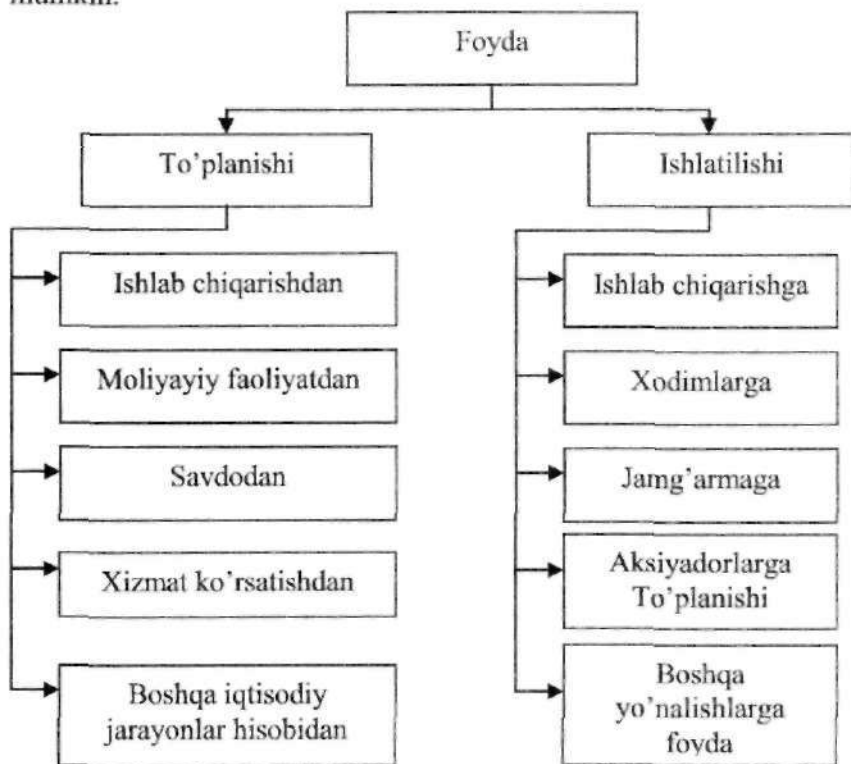 Foyda
To'planishi
Ishlatilishi
Ishlab chiqarishdan
Moliyayiy faoliyatdan
Savdodan
Xizmat ko'rsatishdan
Boshqa iqtisodiy
jarayonlar hisobidan
Ishlab chiqarishga
Xodimlarga
Jamg'armaga
Aksiyadorlarga
To'planishi
Boshqa
yo'nalishlarga
foyda